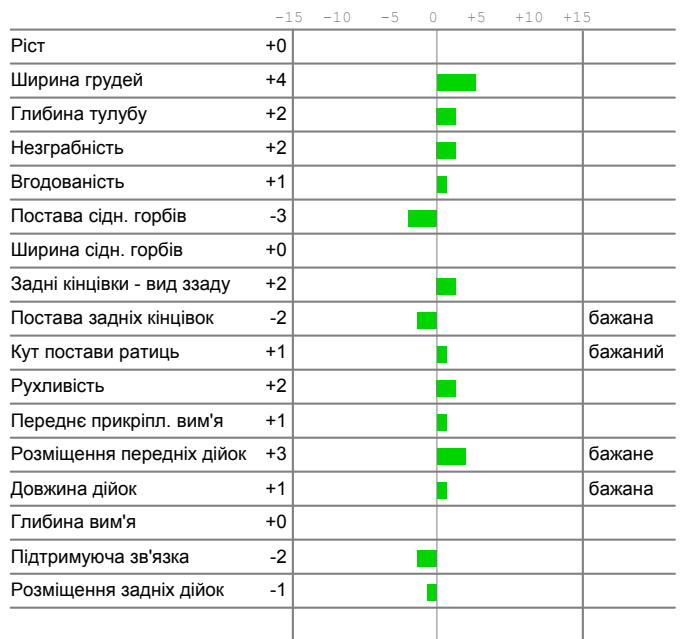 -15 -10 -5 0 +5 +10 +15
Ріст +0
Ширина грудей +4
Глибина тулубу +2
Незграбність +2
Вгодованість +1
Постава сідн. горбів -3
Ширина сідн. горбів +0
Задні кінцівки - вид ззаду +2
Постава задніх кінцівок -2 бажана
Кут постави ратиць +1 бажаний
Рухливість +2
Переднє прикріпл. вим'я +1
Розміщення передніх дійок +3 бажане
Довжина дійок +1 бажана
Глибина вим'я +0
Підтримуюча зв'язка -2
Розміщення задніх дійок -1